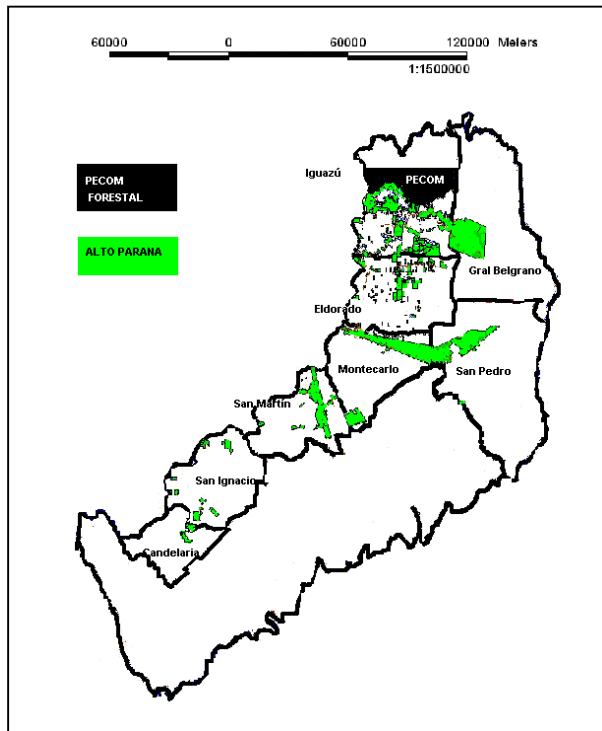 60000 0 60000 120000 Meters
1:1500000
Iguazú
PECOM
PECOM
FORESTAL
ALTO PARANA
Gral Belgrano
Eldorado
Montecarlo
San Pedro
San Martín
San Ignacio
Candelaria